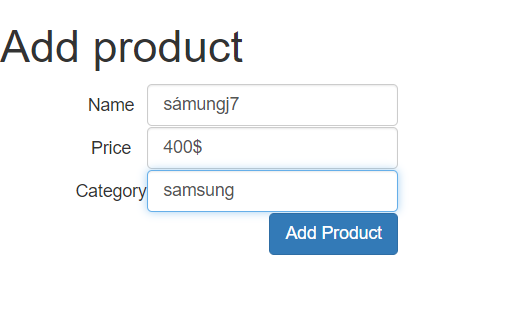 Add product
Name sámungj7
Price 400$
Category samsung
Add Product